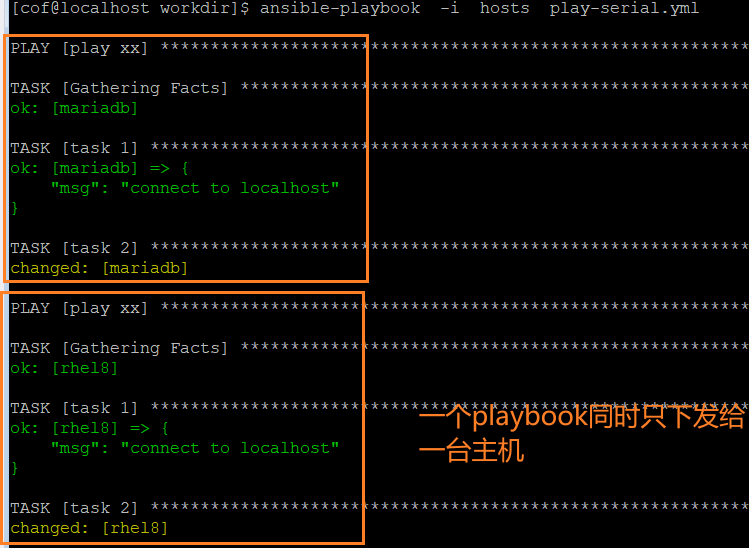 [cof@localhost workdir]$ ansible-playbook  -i  hosts  play-serial.yml
PLAY [play xx] ***********************************************************
TASK [Gathering Facts] ***************************************************
ok: [mariadb]
TASK [task 1] ************************************************************
ok: [mariadb] => {
    "msg": "connect to localhost"
}
TASK [task 2] ************************************************************
changed: [mariadb]
PLAY [play xx] ***********************************************************
TASK [Gathering Facts] ***************************************************
ok: [rhel8]
TASK [task 1] ************************************************************
ok: [rhel8] => {
    "msg": "connect to localhost"
}
一个playbook同时只下发给
一台主机
TASK [task 2] ************************************************************
changed: [rhel8]